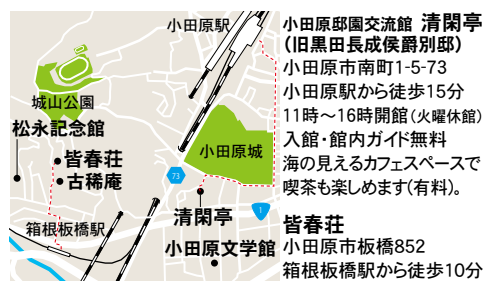 小田原駅
城山公園
松永記念館
皆春荘
古稀庵
小田原城
73
清閑亭
1
箱根板橋駅
小田原文学館
小田原邸園交流館 清閑亭
(旧黒田長成侯爵別邸)
小田原市南町1-5-73
小田原駅から徒歩15分
11時～16時開館(火曜休館)
入館・館内ガイド無料
海の見えるカフェスペースで
喫茶も楽しめます(有料)。
皆春荘
小田原市板橋852
箱根板橋駅から徒歩10分